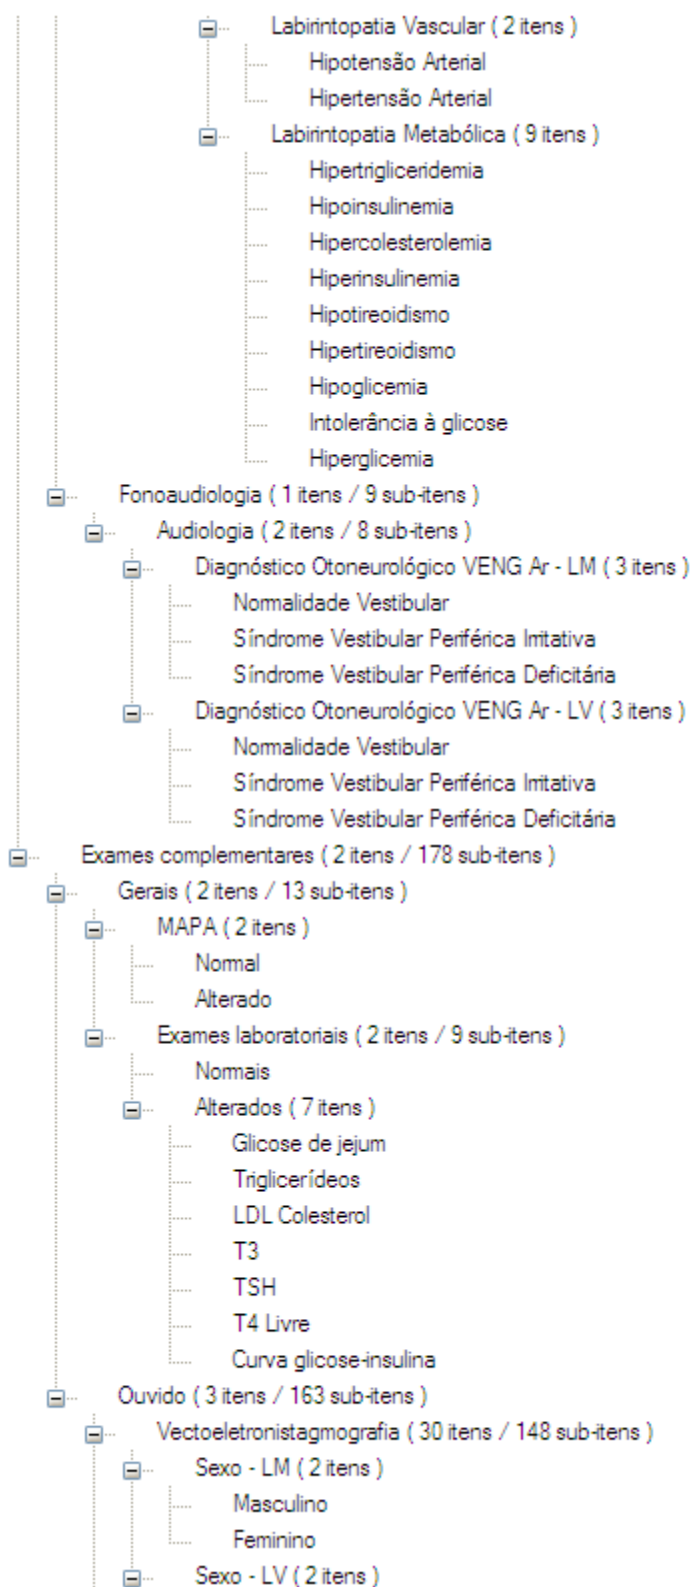 Labirintopatia Vascular ( 2 itens )
Hipotensão Arterial
Hipertensão Arterial
Labirintopatia Metabólica ( 9 itens )
Hipertrigliceridemia
Hipoinsulinemia
Hipercolesterolemia
Hiperinsulinemia
Hipotireoidismo
Hipertireoidismo
Hipoglicemia
Intolerância à glicose
Hiperglicemia
Fonoaudiologia ( 1 itens / 9 sub-itens )
Audiologia ( 2 itens / 8 sub-itens )
Diagnóstico Otoneurológico VENG Ar - LM ( 3 itens )
Normalidade Vestibular
Síndrome Vestibular Periférica Irritativa
Síndrome Vestibular Periférica Deficitária
Diagnóstico Otoneurológico VENG Ar - LV ( 3 itens )
Normalidade Vestibular
Síndrome Vestibular Periférica Irritativa
Síndrome Vestibular Periférica Deficitária
Exames complementares ( 2 itens / 178 sub-itens )
Gerais ( 2 itens / 13 sub-itens )
MAPA ( 2 itens )
Normal
Alterado
Exames laboratoriais ( 2 itens / 9 sub-itens )
Normais
Alterados ( 7 itens )
Glicose de jejum
Triglicerídeos
LDL Colesterol
T3
TSH
T4 Livre
Curva glicose-insulina
Ouvido ( 3 itens / 163 sub-itens )
Vectoeletronistagmografia ( 30 itens / 148 sub-itens )
Sexo - LM ( 2 itens )
Masculino
Feminino
Sexo - LV ( 2 itens )